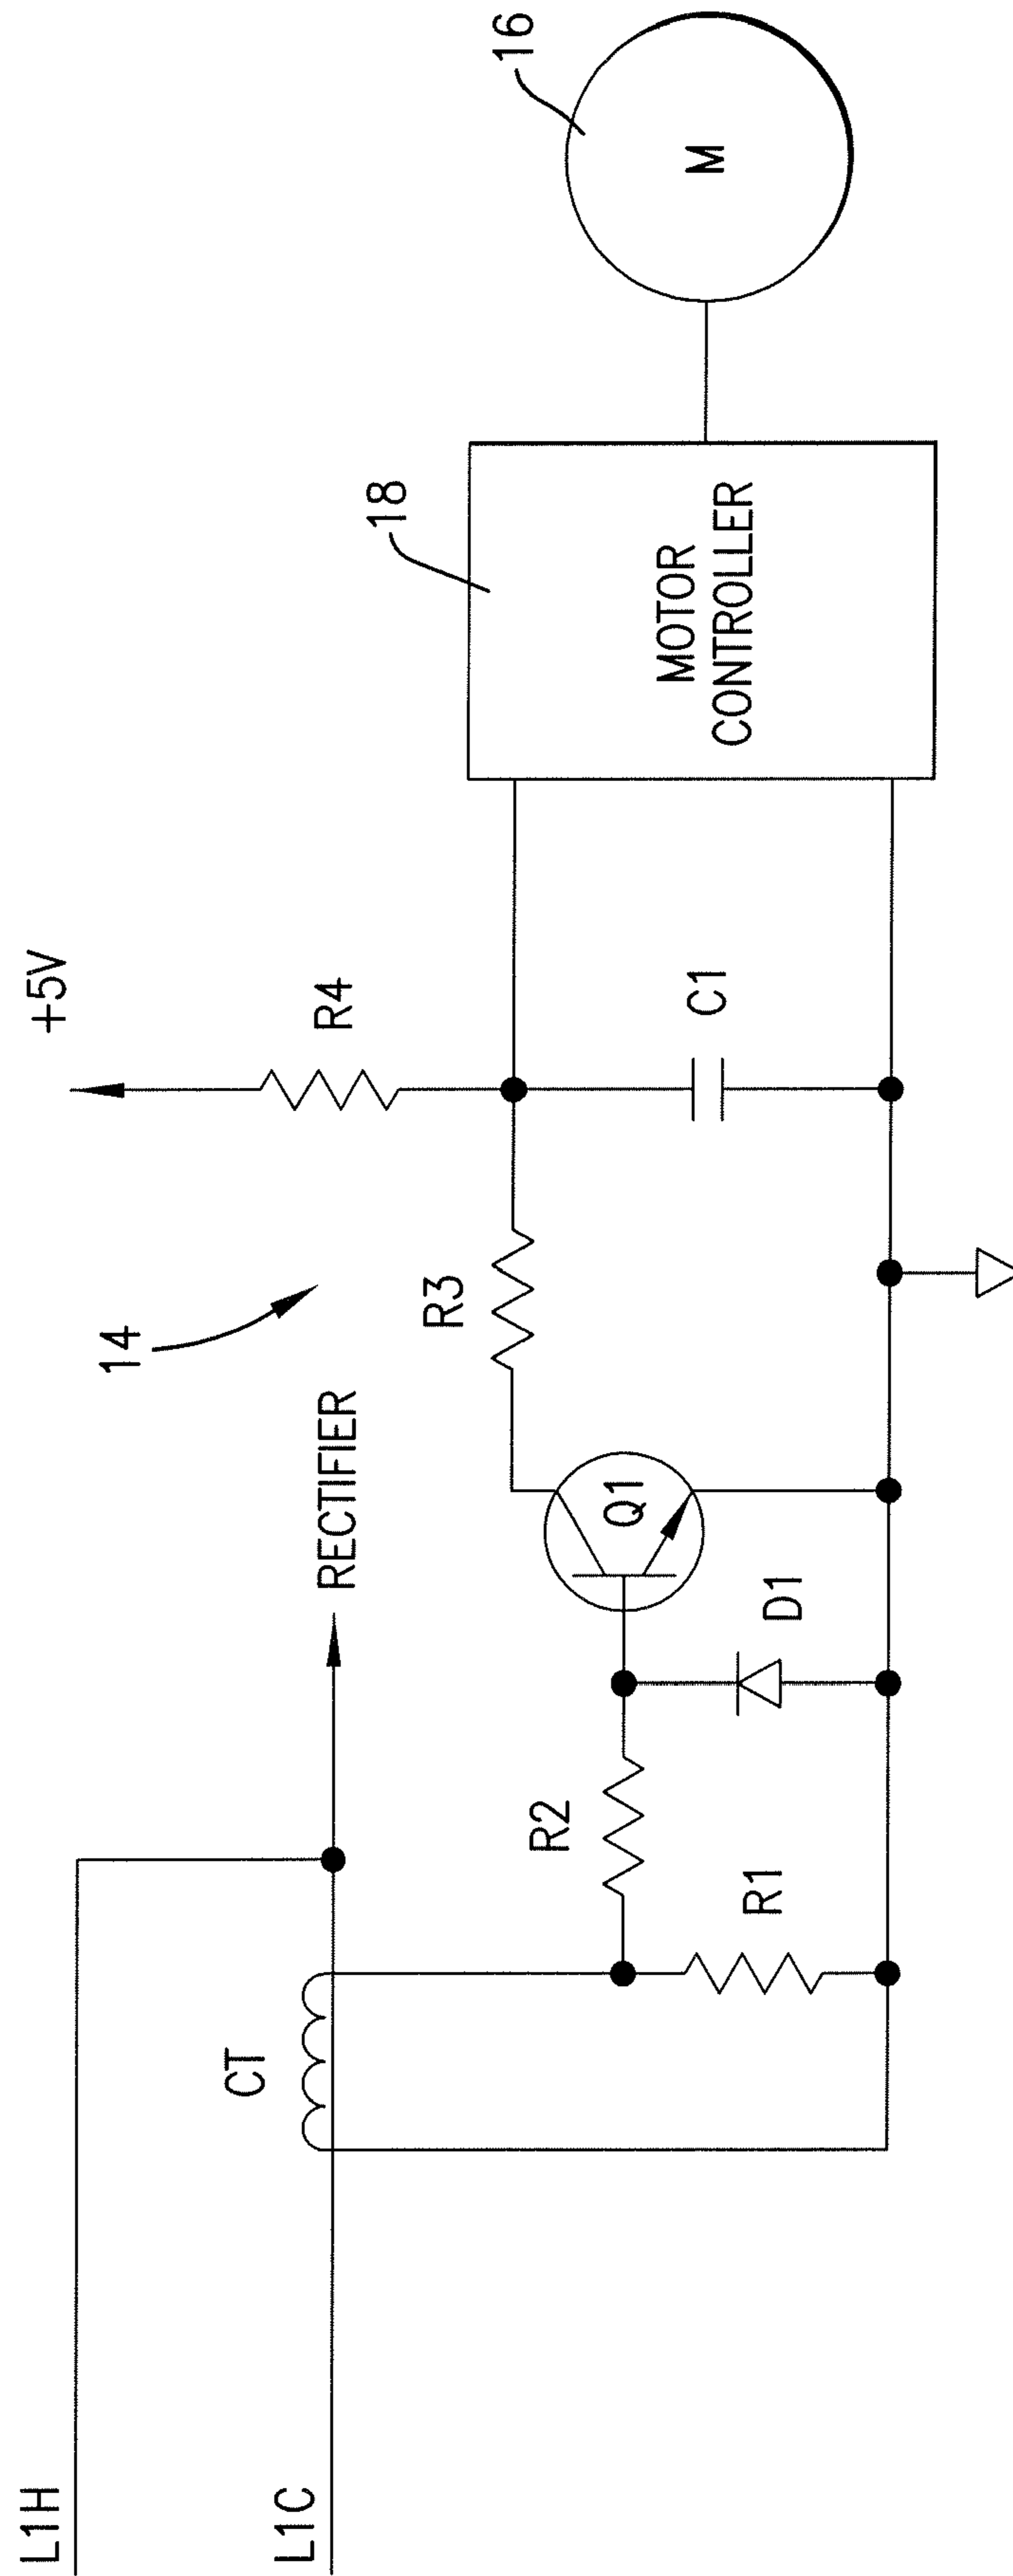 L1H
L1C
CT
RECTIFIER
14
+5V
R4
R3
R2
R1
Q1
D1
C1
18
MOTOR
CONTROLLER
16
M